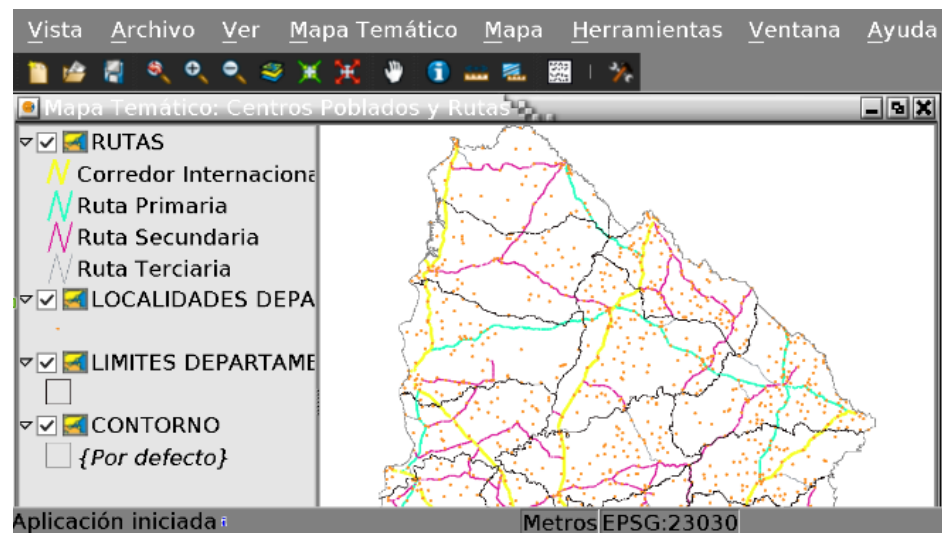 Vista Archivo Ver Mapa Temático Mapa Herramientas Ventana Ayuda
Mapa Temático: Centros Poblados y Rutas
RUTAS
Corredor Internaciona
Ruta Primaria
Ruta Secundaria
Ruta Terciaria
LOCALIDADES DEPA
LIMITES DEPARTAME
CONTORNO
{Por defecto}
Aplicación iniciada Metros EPSG:23030